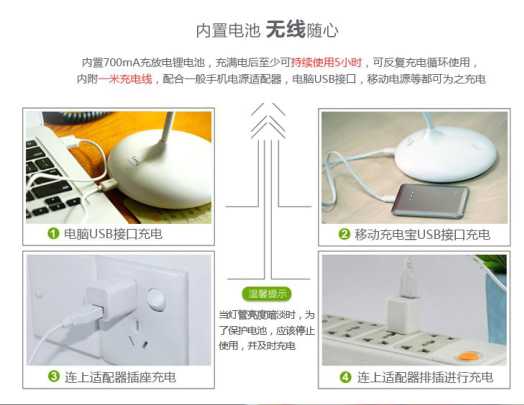 内置电池 无线随心
内置700mA充放电锂电池，充满电后至少可持续使用5小时，可反复充电循环使用，
内附一米充电线，配合一般手机电源适配器，电脑USB接口，移动电源等都可为之充电
1 电脑USB接口充电
2 移动充电宝USB接口充电
温馨提示
当灯管亮度暗淡时，为
了保护电池，应该停止
使用，并及时充电
3 连上适配器插座充电
4 连上适配器排插进行充电